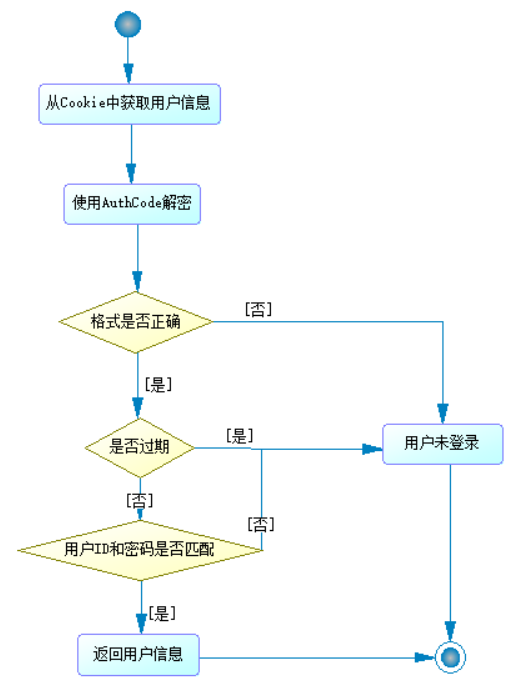 从Cookie中获取用户信息
使用AuthCode解密
格式是否正确
[否]
[是]
是否过期
[是]
用户未登录
[否]
[否]
用户ID和密码是否匹配
[是]
返回用户信息